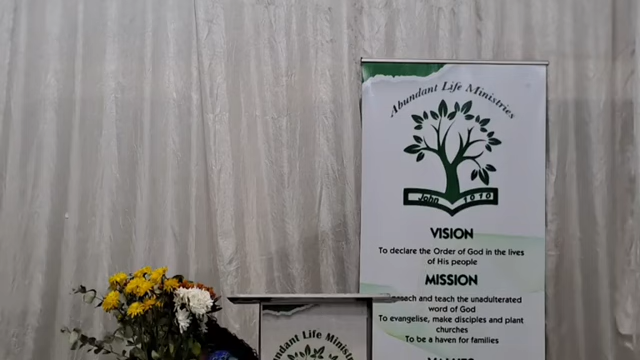 Abundant Life Ministries
John 10 10
VISION
To declare the Order of God in the lives
of His people
MISSION
preach and teach the unadulterated
word of God
To evangelise, make disciples and plant
churches
To be a haven for families
Abundant Life Ministries